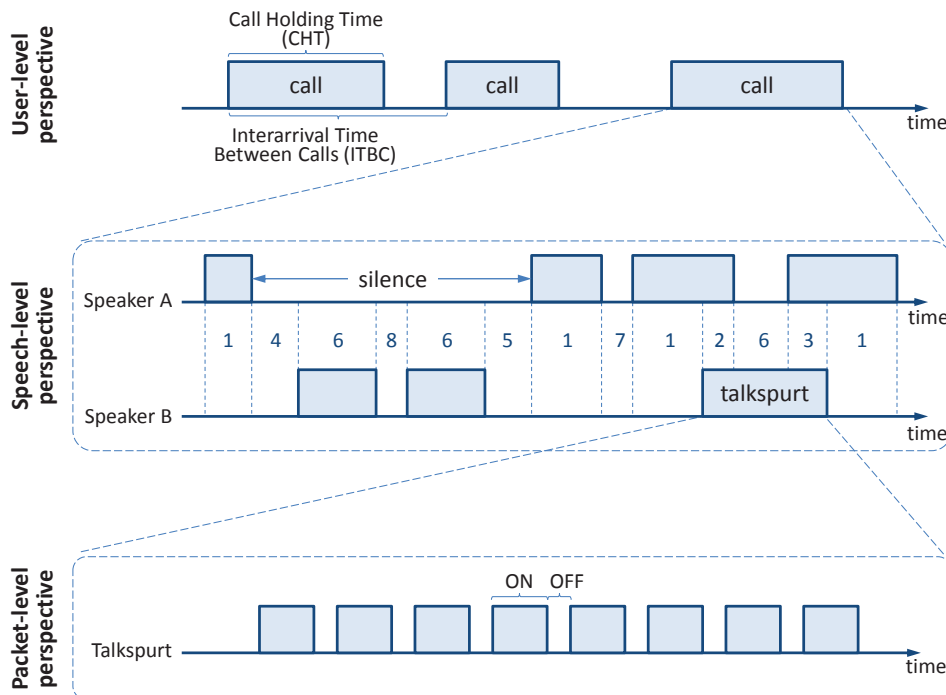 User-level
perspective
Call Holding Time
(CHT)
call
call
call
time
Interarrival Time
Between Calls (ITBC)
Speech-level
perspective
silence
Speaker A
time
1 4 6 8 6 5 1 7 1 2 6 3 1
talkspurt
Speaker B
time
Packet-level
perspective
ON OFF
Talkspurt
time